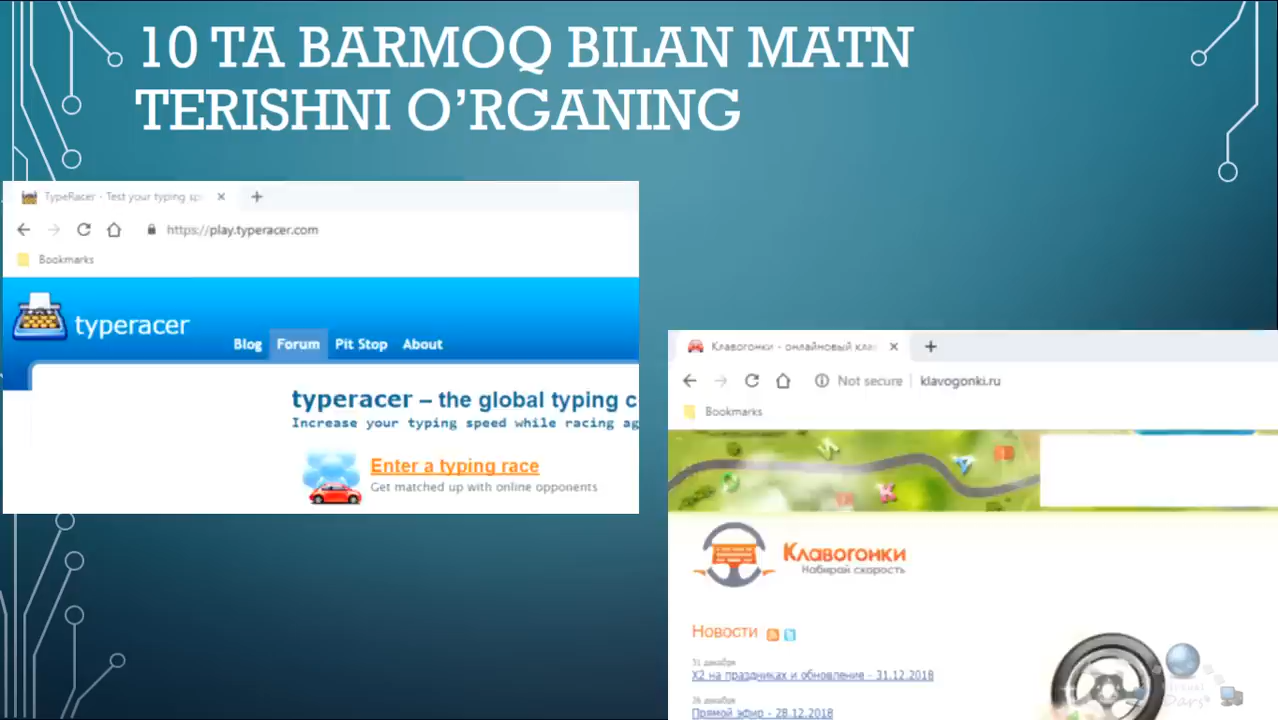 10 TA BARMOQ BILAN MATN
TERISHNI O’RGANING
TypeRacer - Test your typing sp
https://play.typeracer.com
Bookmarks
typeracer
Blog Forum Pit Stop About
typeracer – the global typing c
Increase your typing speed while racing ag
Enter a typing race
Get matched up with online opponents
Клавогонки - онлайновый кла
Not secure klavogonki.ru
Bookmarks
Клавогонки
Набирай скорость
Новости
31 декабря
X2 на праздниках и обновление - 31.12.2018
Прямой эфир - 28.12.2018
Dars